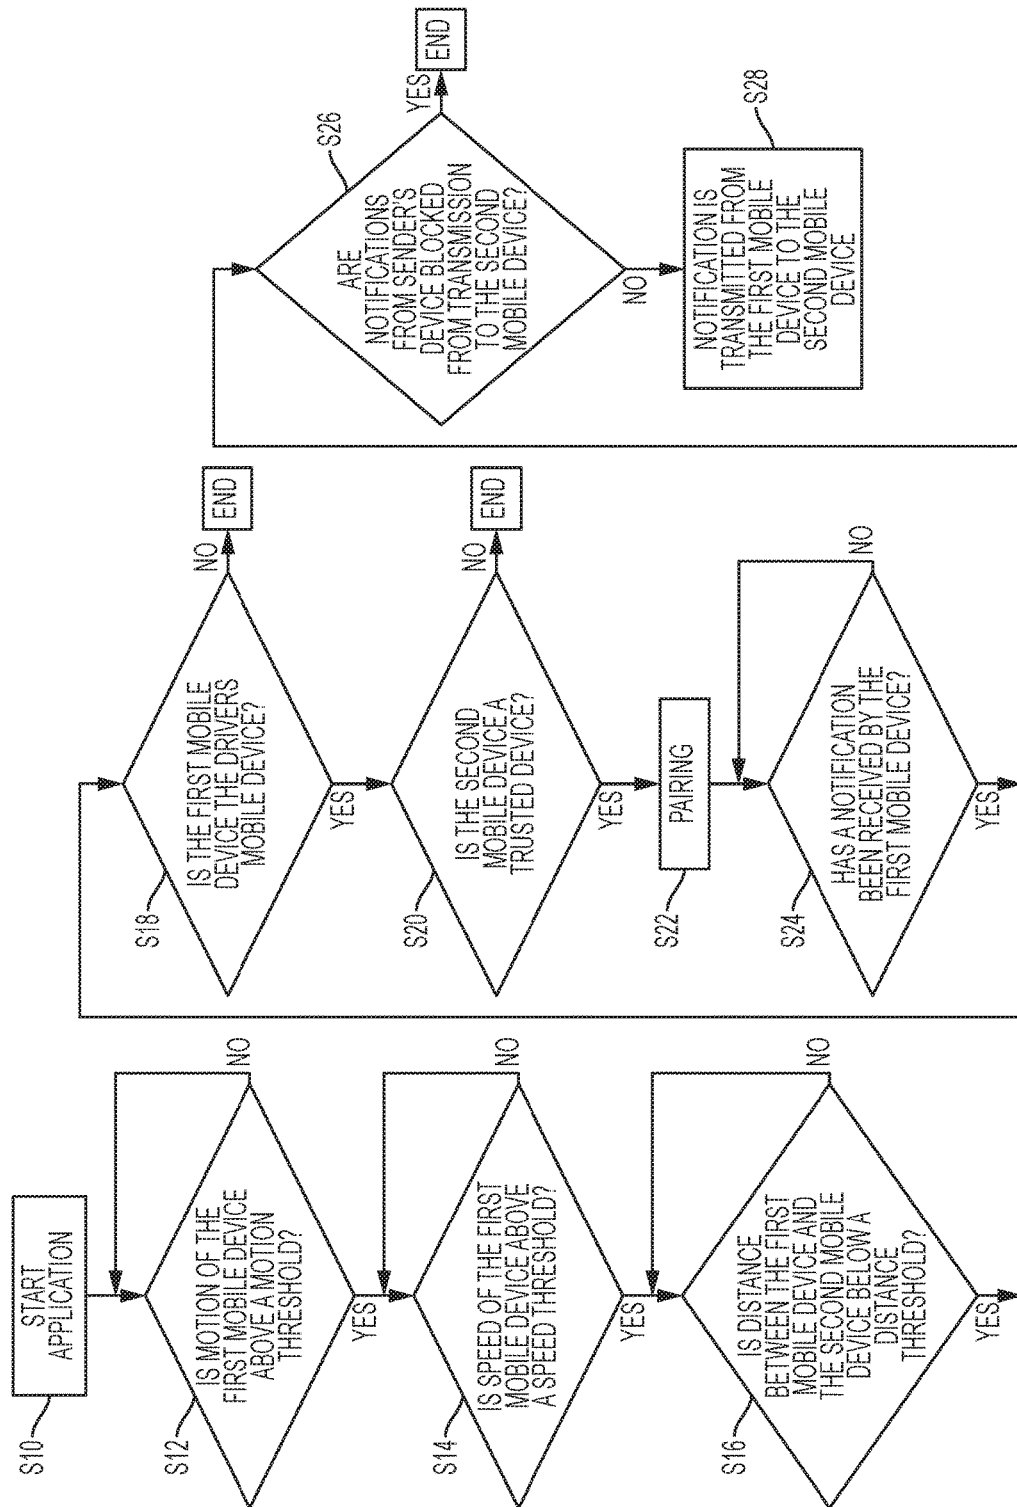 S10
START
APPLICATION
S12
IS MOTION OF THE
FIRST MOBILE DEVICE
ABOVE A MOTION
THRESHOLD?
NO
YES
S14
IS SPEED OF THE FIRST
MOBILE DEVICE ABOVE
A SPEED THRESHOLD?
NO
YES
S16
IS DISTANCE
BETWEEN THE FIRST
MOBILE DEVICE AND
THE SECOND MOBILE
DEVICE BELOW A
DISTANCE
THRESHOLD?
NO
YES
S18
IS THE FIRST MOBILE
DEVICE THE DRIVERS
MOBILE DEVICE?
NO
END
YES
S20
IS THE SECOND
MOBILE DEVICE A
TRUSTED DEVICE?
NO
END
YES
S22
PAIRING
S24
HAS A NOTIFICATION
BEEN RECEIVED BY THE
FIRST MOBILE DEVICE?
NO
YES
S26
ARE
NOTIFICATIONS
FROM SENDER'S
DEVICE BLOCKED
FROM TRANSMISSION
TO THE SECOND
MOBILE DEVICE?
YES
END
NO
S28
NOTIFICATION IS
TRANSMITTED FROM
THE FIRST MOBILE
DEVICE TO THE
SECOND MOBILE
DEVICE